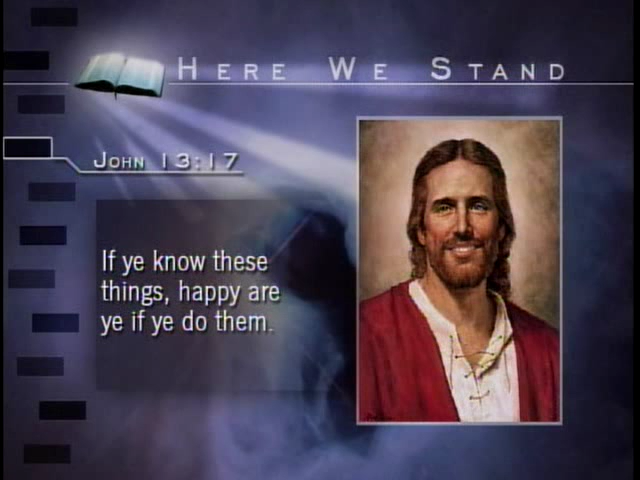 HERE WE STAND
JOHN 13:17
If ye know these
things, happy are
ye if ye do them.